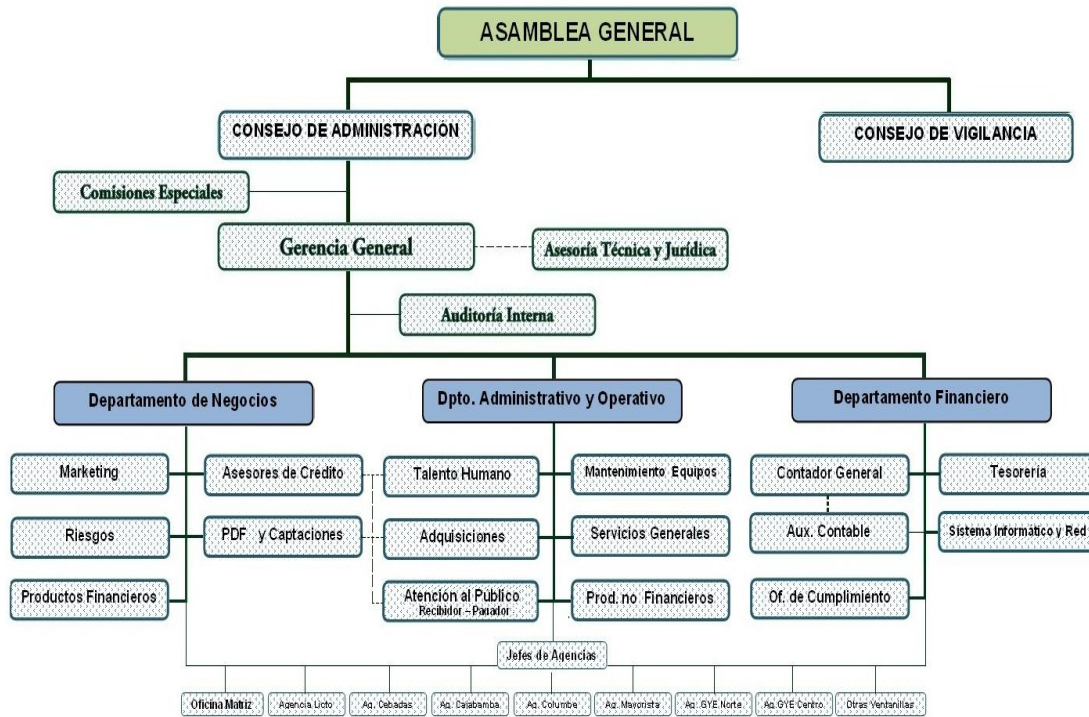 ASAMBLEA GENERAL
CONSEJO DE ADMINISTRACIÓN
CONSEJO DE VIGILANCIA
Comisiones Especiales
Gerencia General
Asesoría Técnica y Jurídica
Auditoría Interna
Departamento de Negocios
Dpto. Administrativo y Operativo
Departamento Financiero
Marketing
Asesores de Crédito
Talento Humano
Mantenimiento Equipos
Contador General
Tesorería
Riesgos
PDF y Captaciones
Adquisiciones
Servicios Generales
Aux. Contable
Sistema Informático y Red
Productos Financieros
Atención al Público
Recibidor – Pagador
Prod. no Financieros
Of. de Cumplimiento
Jefes de Agencias
Oficina Matriz
Agencia Licto
Ag. Cebadas
Ag. Cajabamba
Ag. Columbe
Ag. Mayorista
Ag. GYE Norte
Ag. GYE Centro
Otras Ventanillas